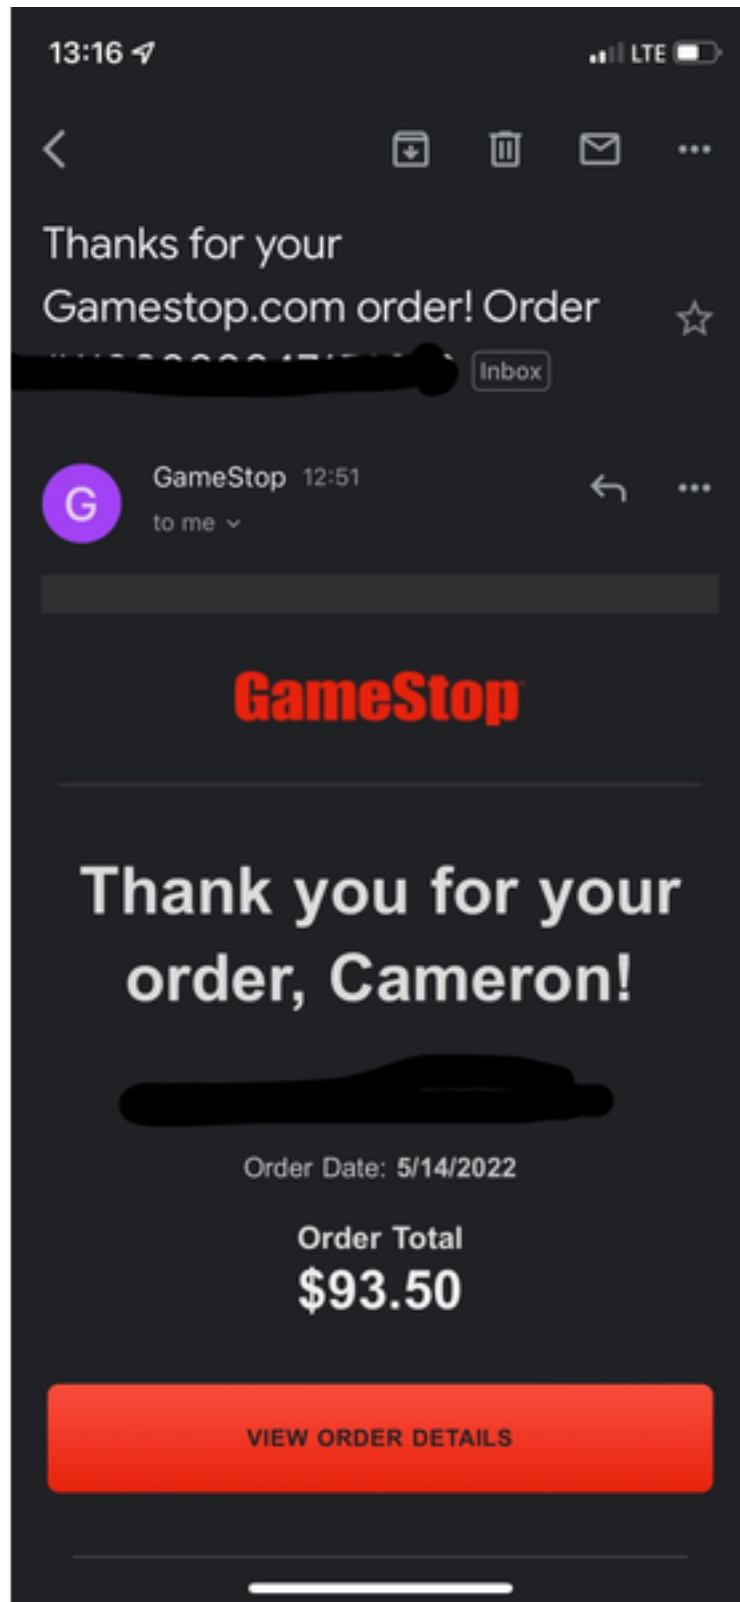 13:16
LTE
Thanks for your
Gamestop.com order! Order
Inbox
GameStop 12:51
G
to me
GameStop
Thank you for your
order, Cameron!
Order Date: 5/14/2022
Order Total
$93.50
VIEW ORDER DETAILS